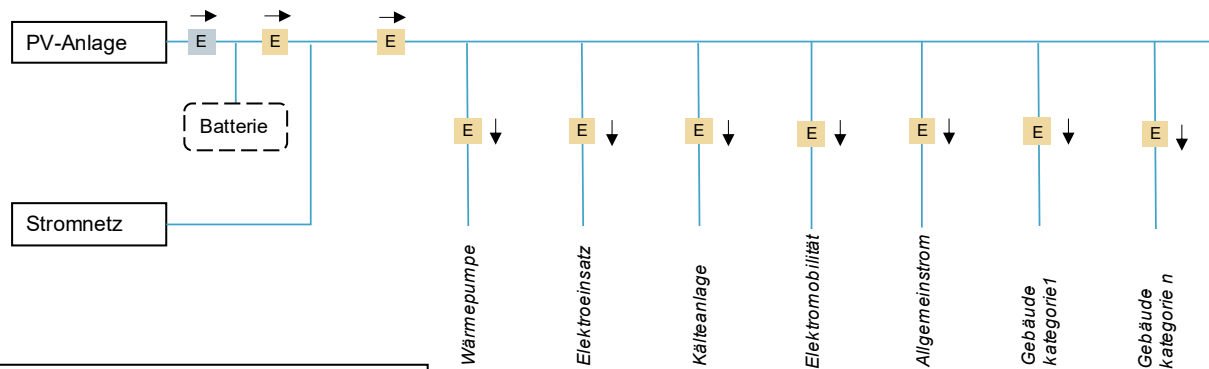 PV-Anlage
E
E
E
Batterie
E
E
E
E
E
E
E
Stromnetz
Wärmepumpe
Elektroeinsatz
Kälteanlage
Elektromobilität
Allgemeinstrom
Gebäude
kategorie1
Gebäude
kategorie n